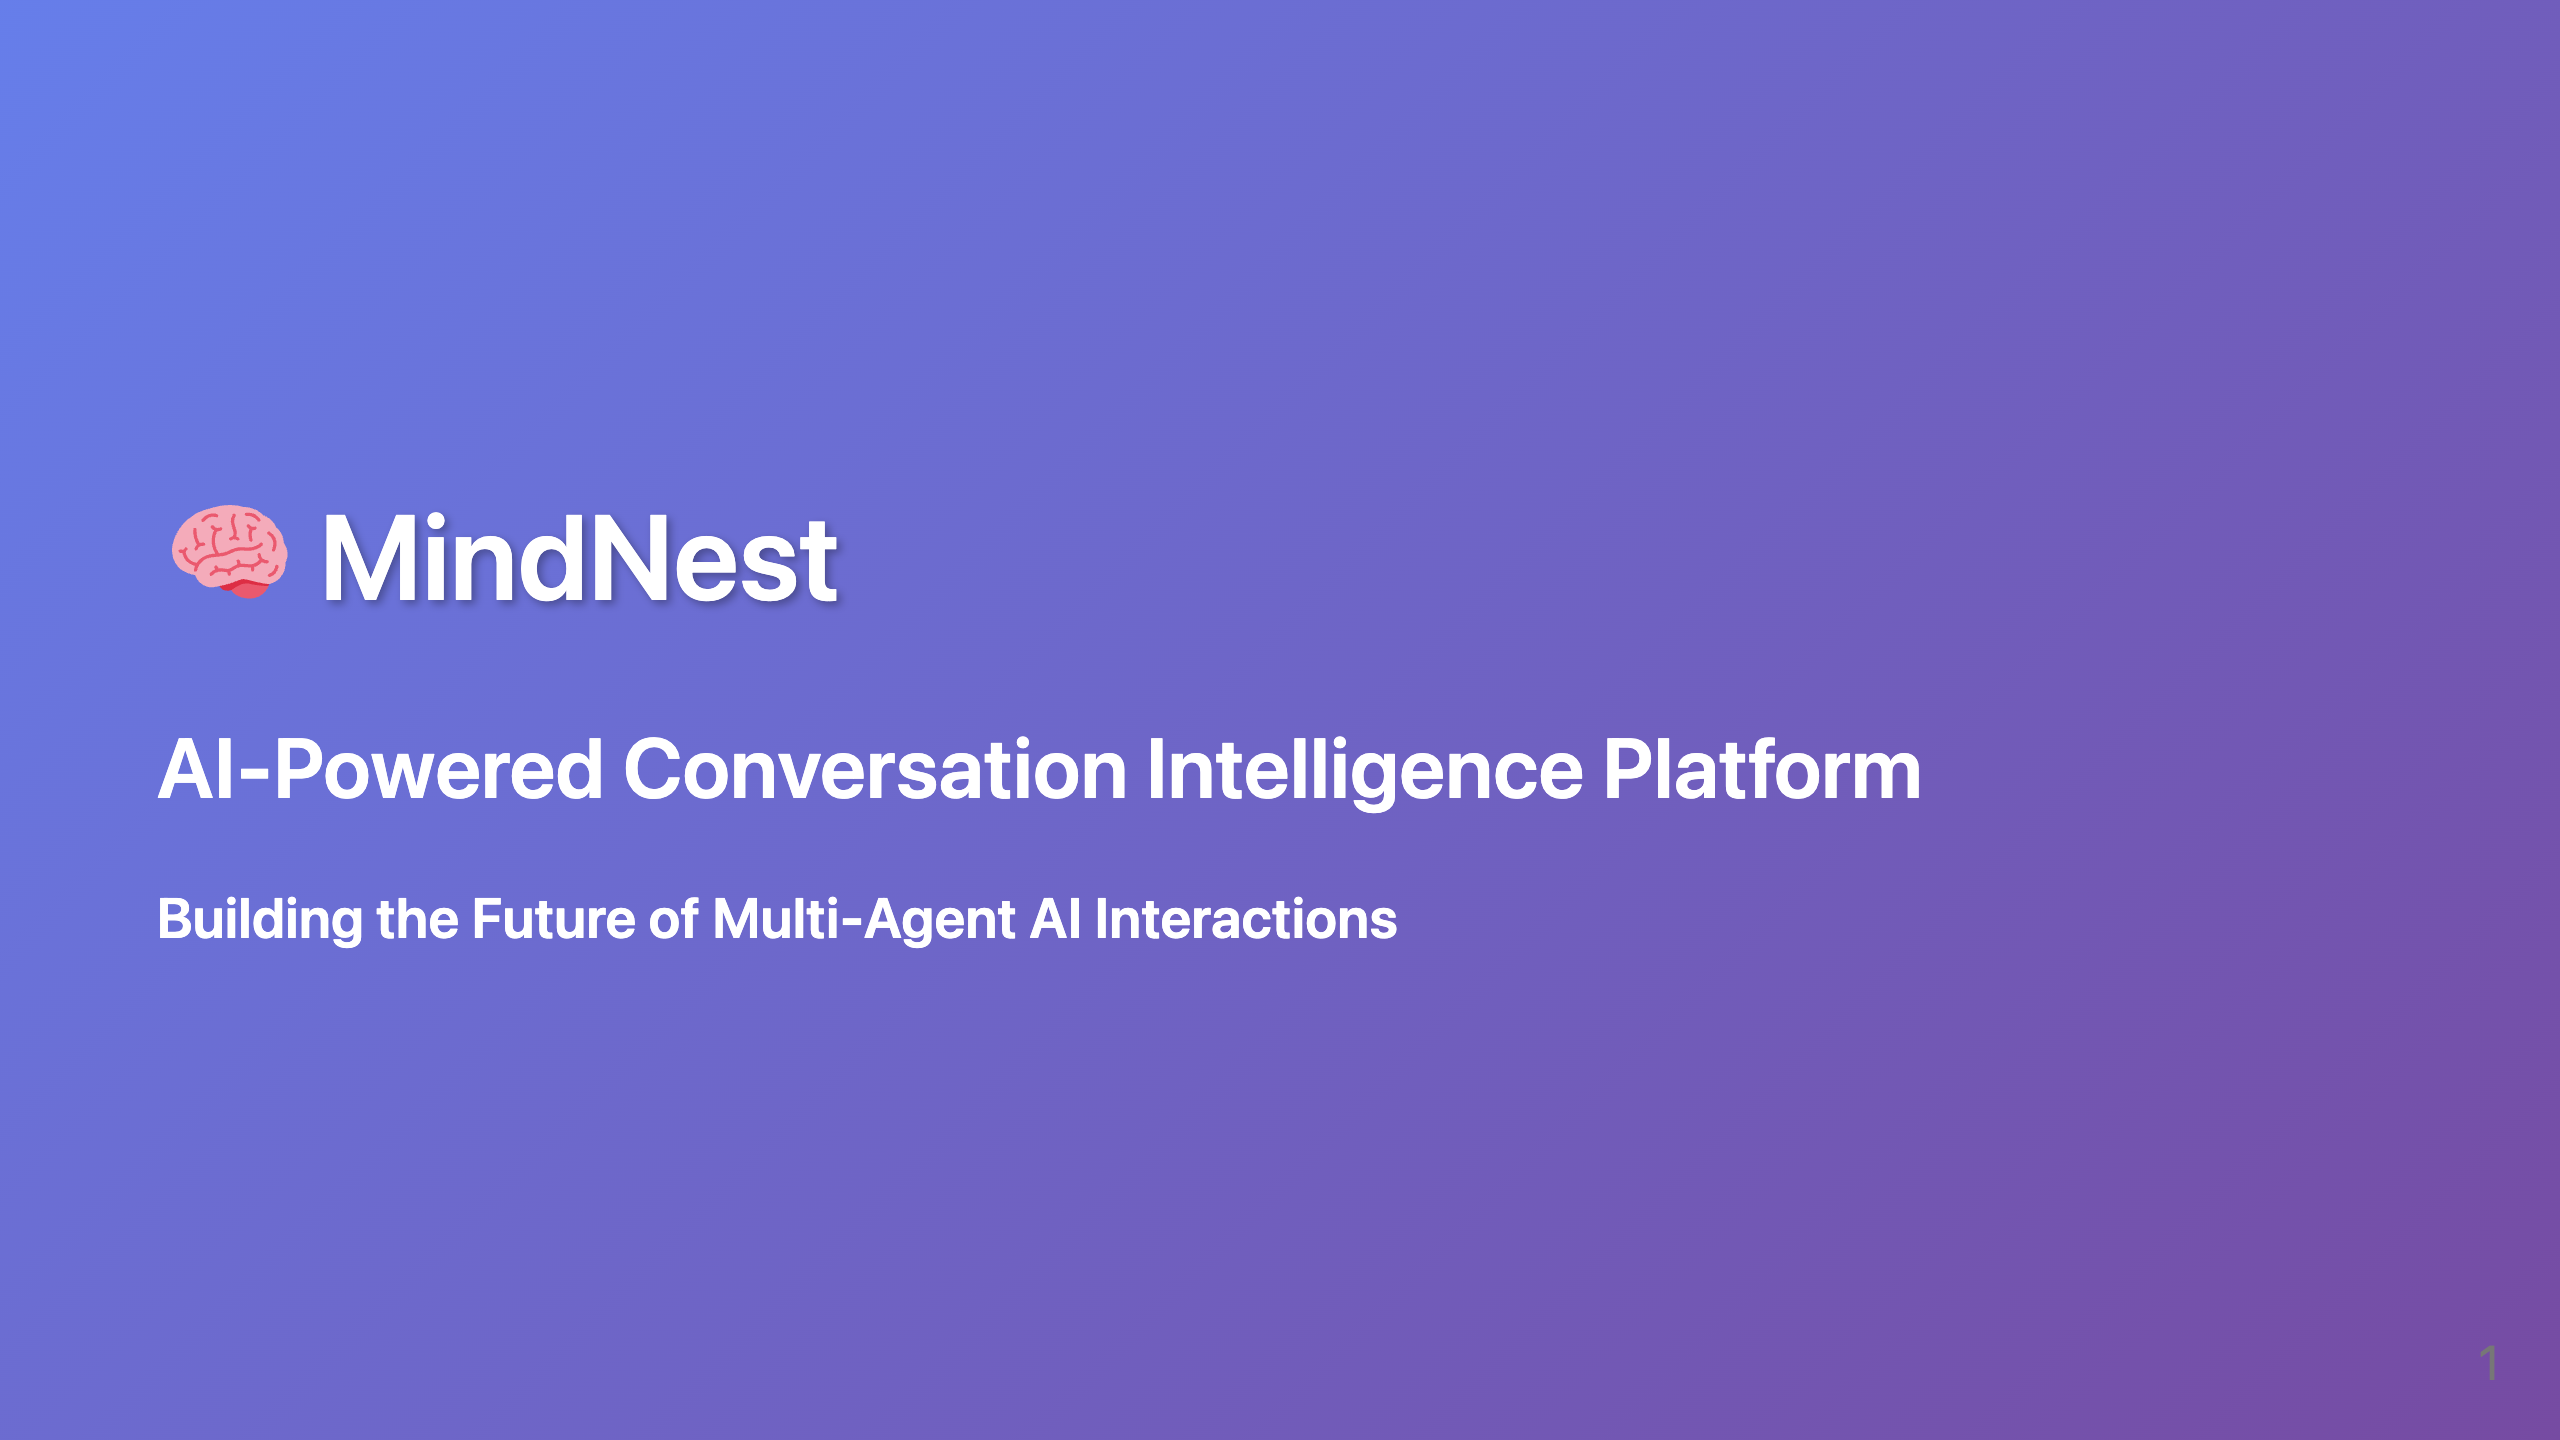 MindNest
AI-Powered Conversation Intelligence Platform
Building the Future of Multi-Agent AI Interactions
1